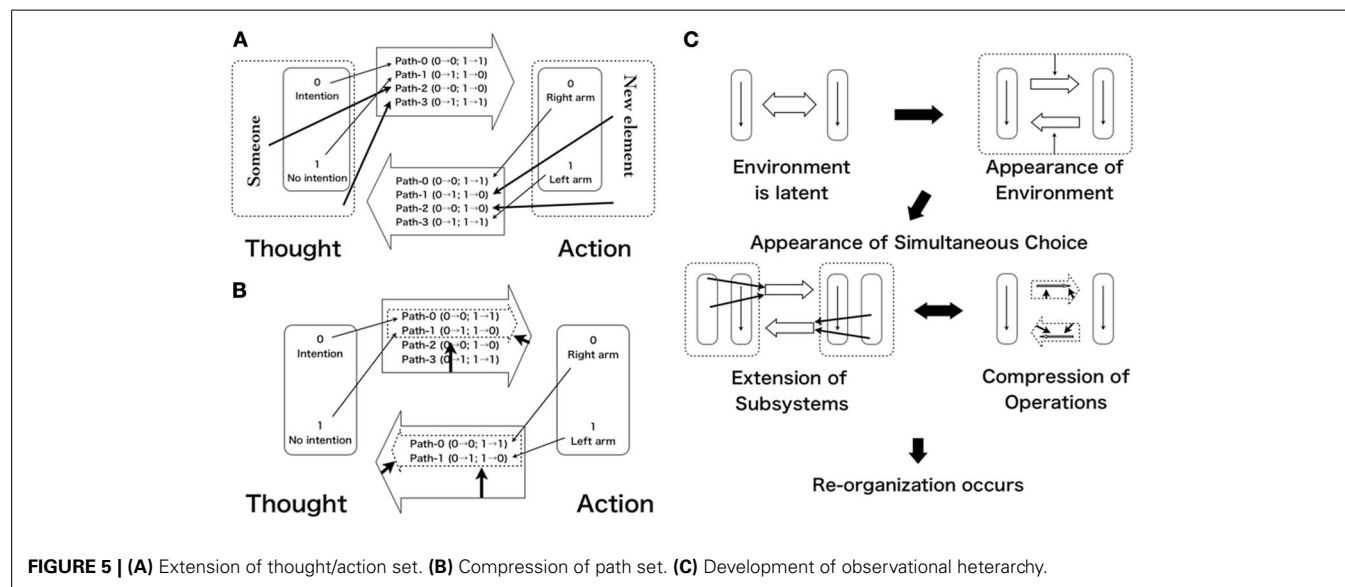 A
Someone
0
Intention
1
No intention
Path-0 (0→0; 1→1)
Path-1 (0→1; 1→0)
Path-2 (0→0; 1→0)
Path-3 (0→1; 1→1)
Path-0 (0→0; 1→1)
Path-1 (0→1; 1→0)
Path-2 (0→0; 1→0)
Path-3 (0→1; 1→1)
0
Right arm
1
Left arm
New element
Thought
Action
B
0
Intention
1
No intention
Path-0 (0→0; 1→1)
Path-1 (0→1; 1→0)
Path-2 (0→0; 1→0)
Path-3 (0→1; 1→1)
Path-0 (0→0; 1→1)
Path-1 (0→1; 1→0)
0
Right arm
1
Left arm
Thought
Action
C
Environment
is latent
Appearance of
Environment
Appearance of Simultaneous Choice
Extension of
Subsystems
Compression of
Operations
Re-organization occurs
FIGURE 5 | (A) Extension of thought/action set. (B) Compression of path set. (C) Development of observational heterarchy.